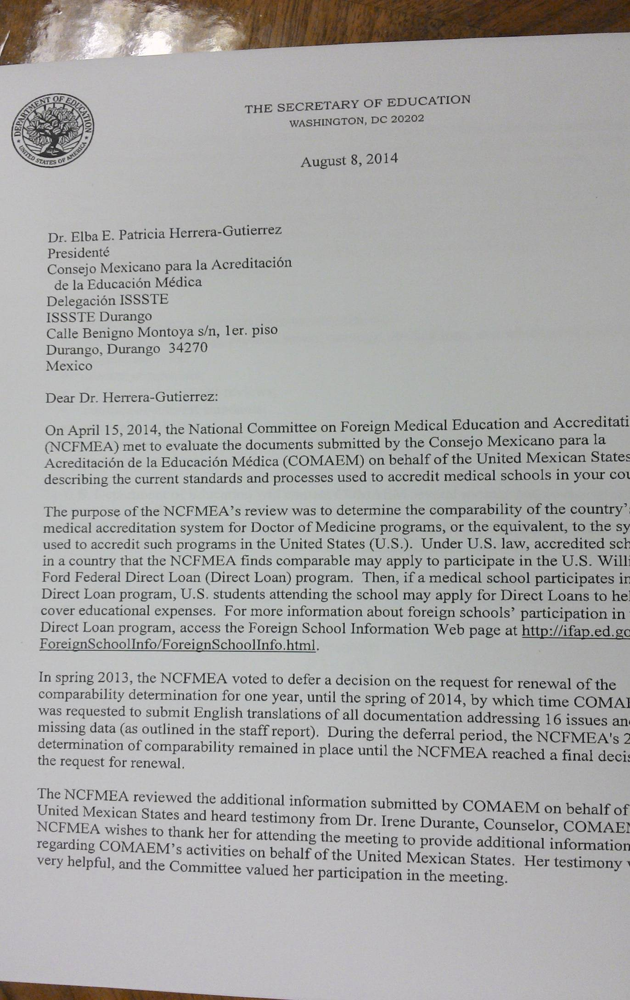 DEPARTMENT OF EDUCATION
UNITED STATES OF AMERICA
THE SECRETARY OF EDUCATION
WASHINGTON, DC 20202
August 8, 2014
Dr. Elba E. Patricia Herrera-Gutierrez
Presidenté
Consejo Mexicano para la Acreditación
de la Educación Médica
Delegación ISSSTE
ISSSTE Durango
Calle Benigno Montoya s/n, 1er. piso
Durango, Durango 34270
Mexico
Dear Dr. Herrera-Gutierrez:
On April 15, 2014, the National Committee on Foreign Medical Education and Accreditati
(NCFMEA) met to evaluate the documents submitted by the Consejo Mexicano para la
Acreditación de la Educación Médica (COMAEM) on behalf of the United Mexican States
describing the current standards and processes used to accredit medical schools in your cou
The purpose of the NCFMEA's review was to determine the comparability of the country's
medical accreditation system for Doctor of Medicine programs, or the equivalent, to the sy
used to accredit such programs in the United States (U.S.). Under U.S. law, accredited sch
in a country that the NCFMEA finds comparable may apply to participate in the U.S. Willi
Ford Federal Direct Loan (Direct Loan) program. Then, if a medical school participates in
Direct Loan program, U.S. students attending the school may apply for Direct Loans to hel
cover educational expenses. For more information about foreign schools' participation in
Direct Loan program, access the Foreign School Information Web page at http://ifap.ed.go
ForeignSchoolInfo/ForeignSchoolInfo.html.
In spring 2013, the NCFMEA voted to defer a decision on the request for renewal of the
comparability determination for one year, until the spring of 2014, by which time COMAE
was requested to submit English translations of all documentation addressing 16 issues an
missing data (as outlined in the staff report). During the deferral period, the NCFMEA's 2
determination of comparability remained in place until the NCFMEA reached a final decis
the request for renewal.
The NCFMEA reviewed the additional information submitted by COMAEM on behalf of
United Mexican States and heard testimony from Dr. Irene Durante, Counselor, COMAEM
NCFMEA wishes to thank her for attending the meeting to provide additional information
regarding COMAEM's activities on behalf of the United Mexican States. Her testimony
very helpful, and the Committee valued her participation in the meeting.